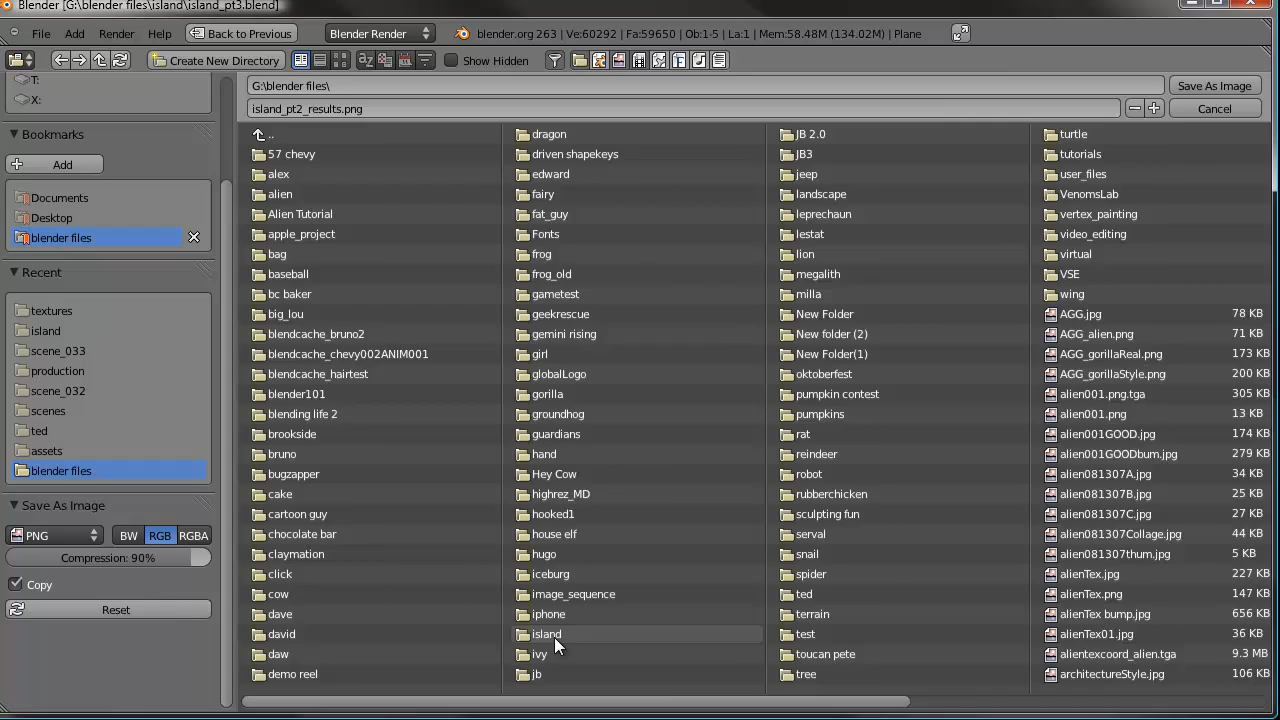 Blender [G:\blender files\island\island_pt3.blend]
File Add Render Help Back to Previous Blender Render blender.org 263 | Ve:60292 | Fa:59650 | Ob:1-5 | La:1 | Mem:58.48M (134.02M) | Plane
Create New Directory Show Hidden
G:\blender files\ Save As Image
island_pt2_results.png Cancel
T:
X:
Bookmarks
Add
Documents
Desktop
blender files
Recent
textures
island
scene_033
production
scene_032
scenes
ted
assets
blender files
Save As Image
PNG BW RGB RGBA
Compression: 90%
Copy
Reset
..
57 chevy
alex
alien
Alien Tutorial
apple_project
bag
baseball
bc baker
big_lou
blendcache_bruno2
blendcache_chevy002ANIM001
blendcache_hairtest
blender101
blending life 2
brookside
bruno
bugzapper
cake
cartoon guy
chocolate bar
claymation
click
cow
dave
david
daw
demo reel
dragon
driven shapekeys
edward
fairy
fat_guy
Fonts
frog
frog_old
gametest
geekrescue
gemini rising
girl
globalLogo
gorilla
groundhog
guardians
hand
Hey Cow
highrez_MD
hooked1
house elf
hugo
iceburg
image_sequence
iphone
island
ivy
jb
JB 2.0
JB3
jeep
landscape
leprechaun
lestat
lion
megalith
milla
New Folder
New folder (2)
New Folder(1)
oktoberfest
pumpkin contest
pumpkins
rat
reindeer
robot
rubberchicken
sculpting fun
serval
snail
spider
ted
terrain
test
toucan pete
tree
turtle
tutorials
user_files
VenomsLab
vertex_painting
video_editing
virtual
VSE
wing
AGG.jpg 78 KB
AGG_alien.png 71 KB
AGG_gorillaReal.png 173 KB
AGG_gorillaStyle.png 200 KB
alien001.png.tga 305 KB
alien001.png 13 KB
alien001GOOD.jpg 174 KB
alien001GOODbum.jpg 279 KB
alien081307A.jpg 34 KB
alien081307B.jpg 25 KB
alien081307C.jpg 27 KB
alien081307Collage.jpg 44 KB
alien081307thum.jpg 5 KB
alienTex.jpg 227 KB
alienTex.png 147 KB
alienTex bump.jpg 656 KB
alienTex01.jpg 36 KB
alientexcoord_alien.tga 9.3 MB
architectureStyle.jpg 106 KB